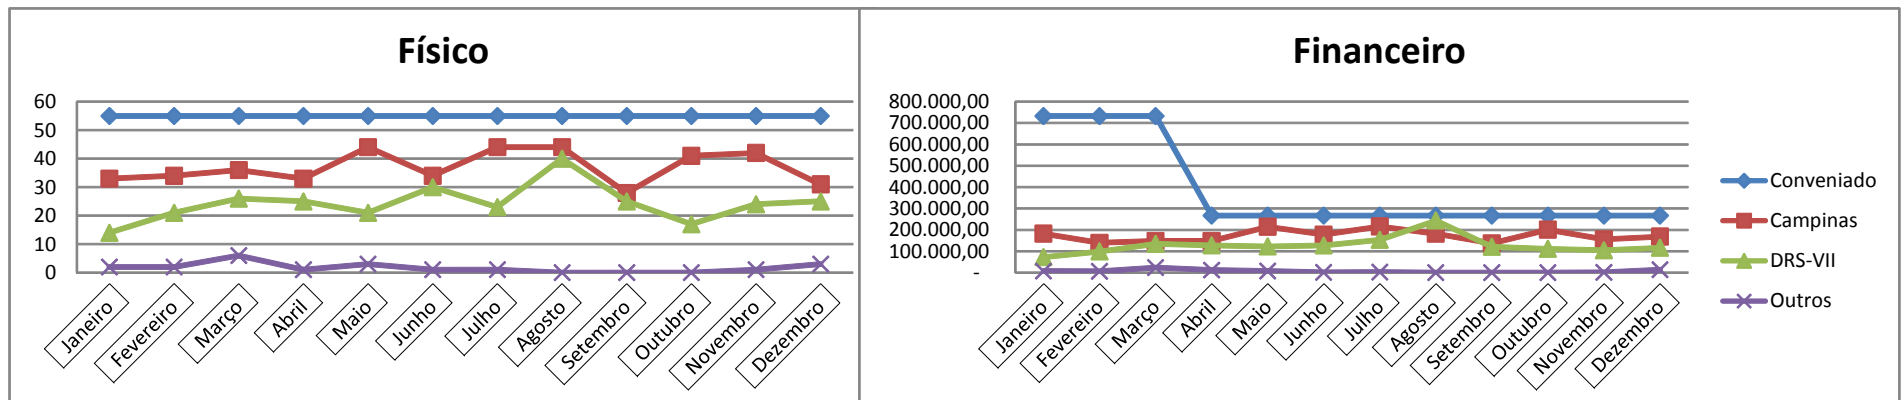 Físico
60
50
40
30
20
10
0
Janeiro
Fevereiro
Março
Abril
Maio
Junho
Julho
Agosto
Setembro
Outubro
Novembro
Dezembro
Financeiro
800.000,00
700.000,00
600.000,00
500.000,00
400.000,00
300.000,00
200.000,00
100.000,00
-
Janeiro
Fevereiro
Março
Abril
Maio
Junho
Julho
Agosto
Setembro
Outubro
Novembro
Dezembro
Conveniado
Campinas
DRS-VII
Outros